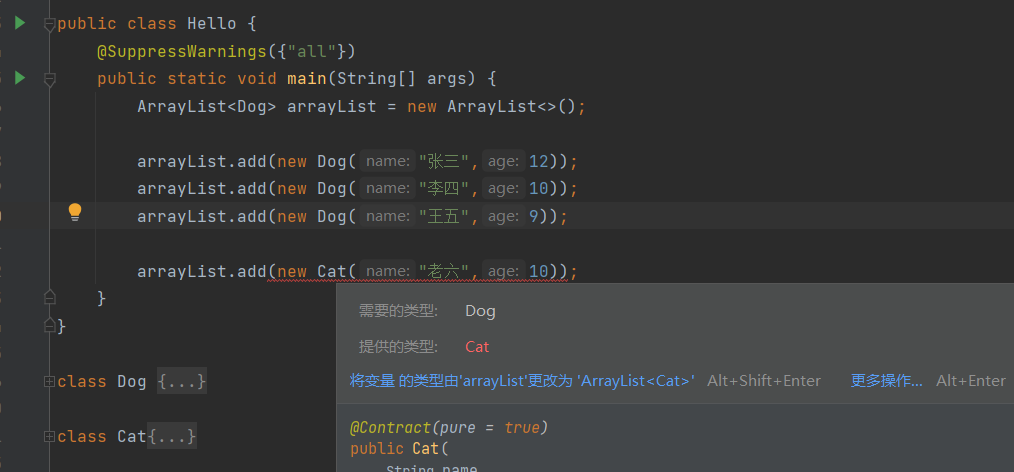 public class Hello {
@SuppressWarnings({"all"})
public static void main(String[] args) {
ArrayList<Dog> arrayList = new ArrayList<>();
arrayList.add(new Dog( name: "张三", age: 12));
arrayList.add(new Dog( name: "李四", age: 10));
arrayList.add(new Dog( name: "王五", age: 9));
arrayList.add(new Cat( name: "老六", age: 10));
}
}
需要的类型: Dog
提供的类型: Cat
将变量 的类型由'arrayList'更改为 'ArrayList<Cat>' Alt+Shift+Enter 更多操作... Alt+Enter
@Contract(pure = true)
public Cat(
String name
class Dog {...}
class Cat{...}